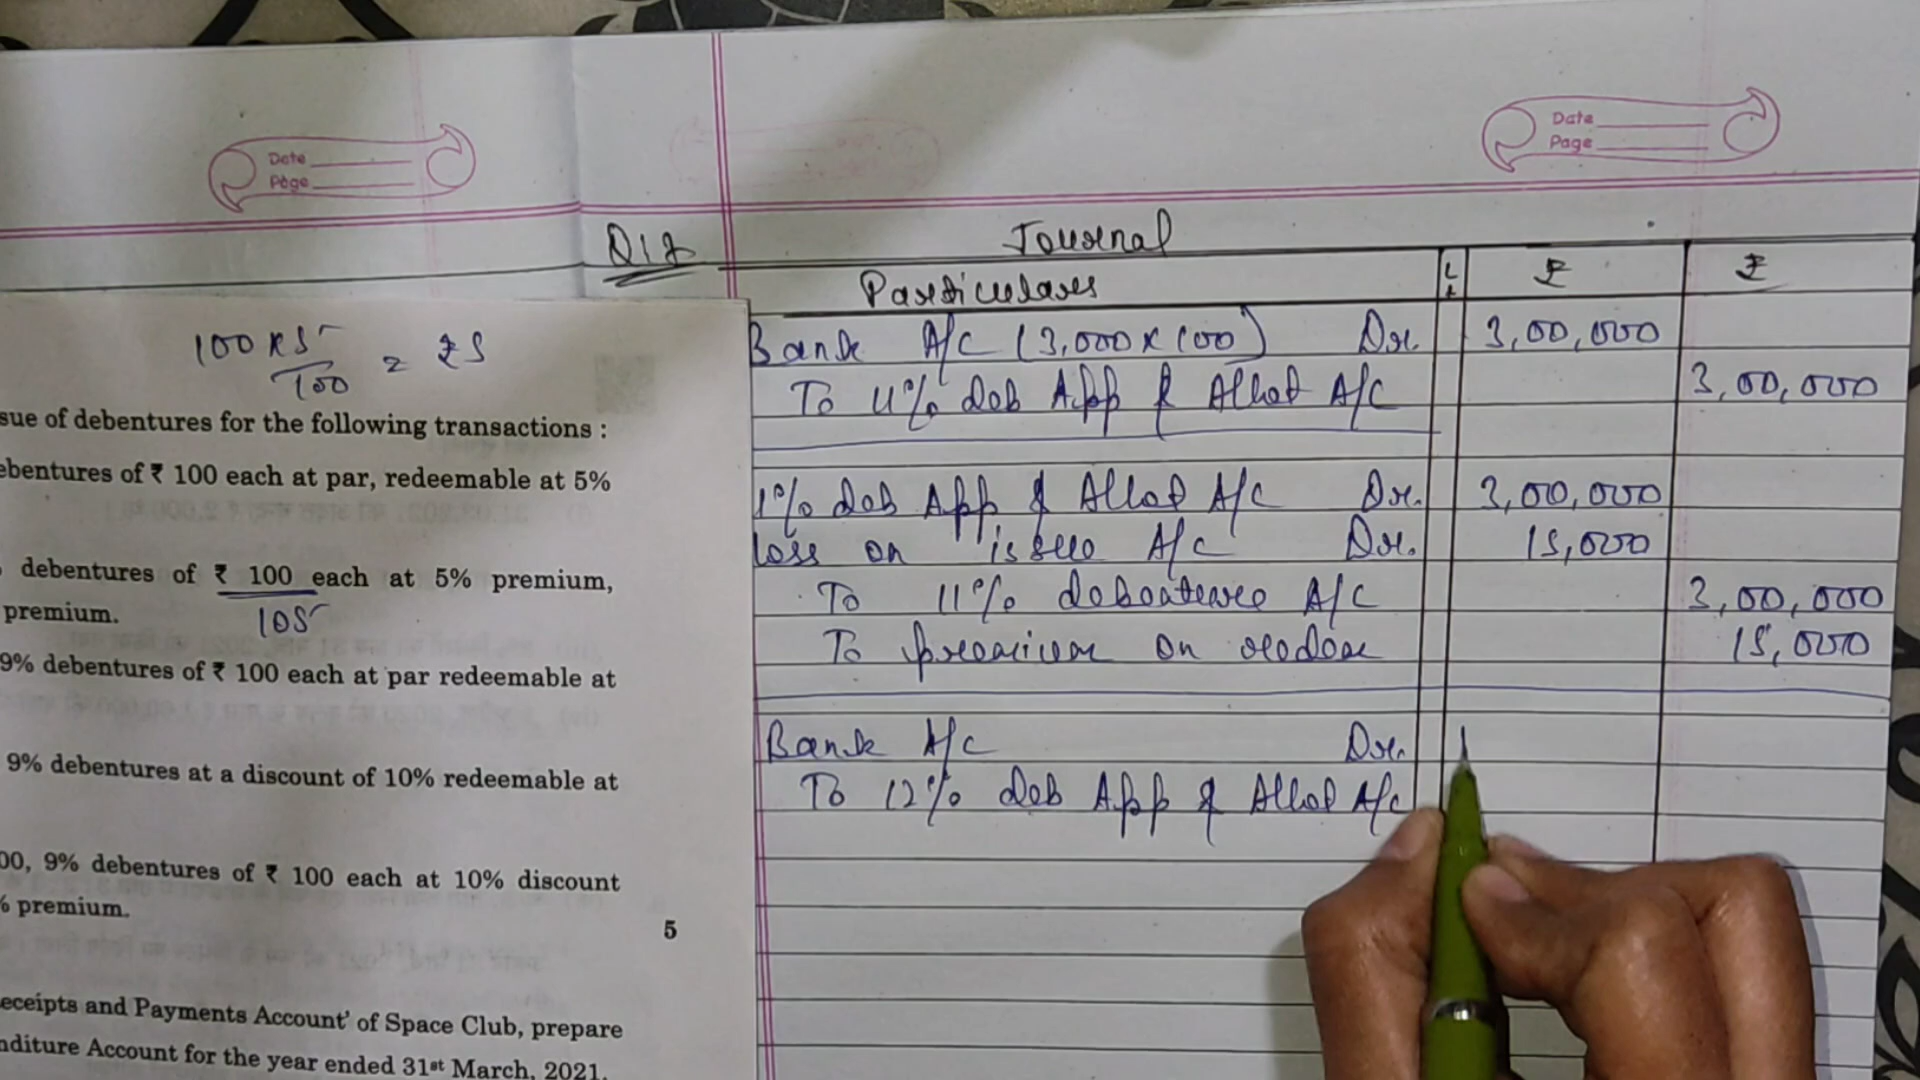 Date
Page
Date
Page
Q17
Journal
Particulars L.F ₹ ₹
100 x 5 / 100 = ₹5
Bank A/C (3,000 x 100) Dr. 3,00,000
To 11% Deb App & Allot A/C 3,00,000
1% Deb App & Allot A/C Dr. 3,00,000
loss on issue A/C Dr. 15,000
To 11% debenture A/C 3,00,000
To premium on redem 15,000
Bank A/C Dr. 1
To 12% Deb App & Allot A/C
sue of debentures for the following transactions :
ebentures of ₹ 100 each at par, redeemable at 5%
debentures of ₹ 100 each at 5% premium,
premium. 105
9% debentures of ₹ 100 each at par redeemable at
9% debentures at a discount of 10% redeemable at
00, 9% debentures of ₹ 100 each at 10% discount
% premium.
5
eceipts and Payments Account' of Space Club, prepare
nditure Account for the year ended 31st March, 2021.